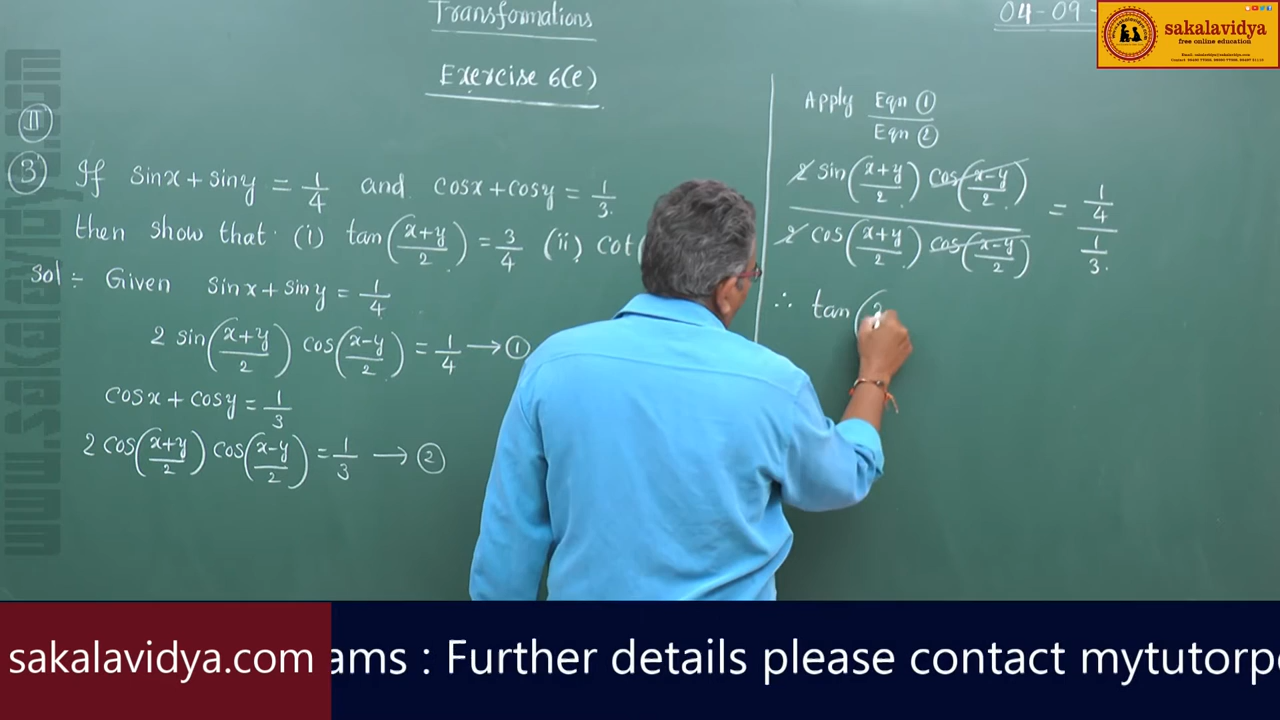 Transformations
04-09-
Exercise 6(e)
II
3 If sinx + siny = 1/4 and cosx + cosy = 1/3.
then show that (i) tan(x+y/2) = 3/4 (ii) cot(
Sol :- Given sinx + siny = 1/4
2 sin(x+y/2) cos(x-y/2) = 1/4 → ①
cosx + cosy = 1/3
2 cos(x+y/2) cos(x-y/2) = 1/3 → ②
Apply Eqn ① / Eqn ②
2 sin(x+y/2) cos(x-y/2) / 2 cos(x+y/2) cos(x-y/2) = 1/4 / 1/3.
∴ tan(
sakalavidya
free online education
www.sakalavidya.com
sakalavidya.com
ams : Further details please contact mytutorp